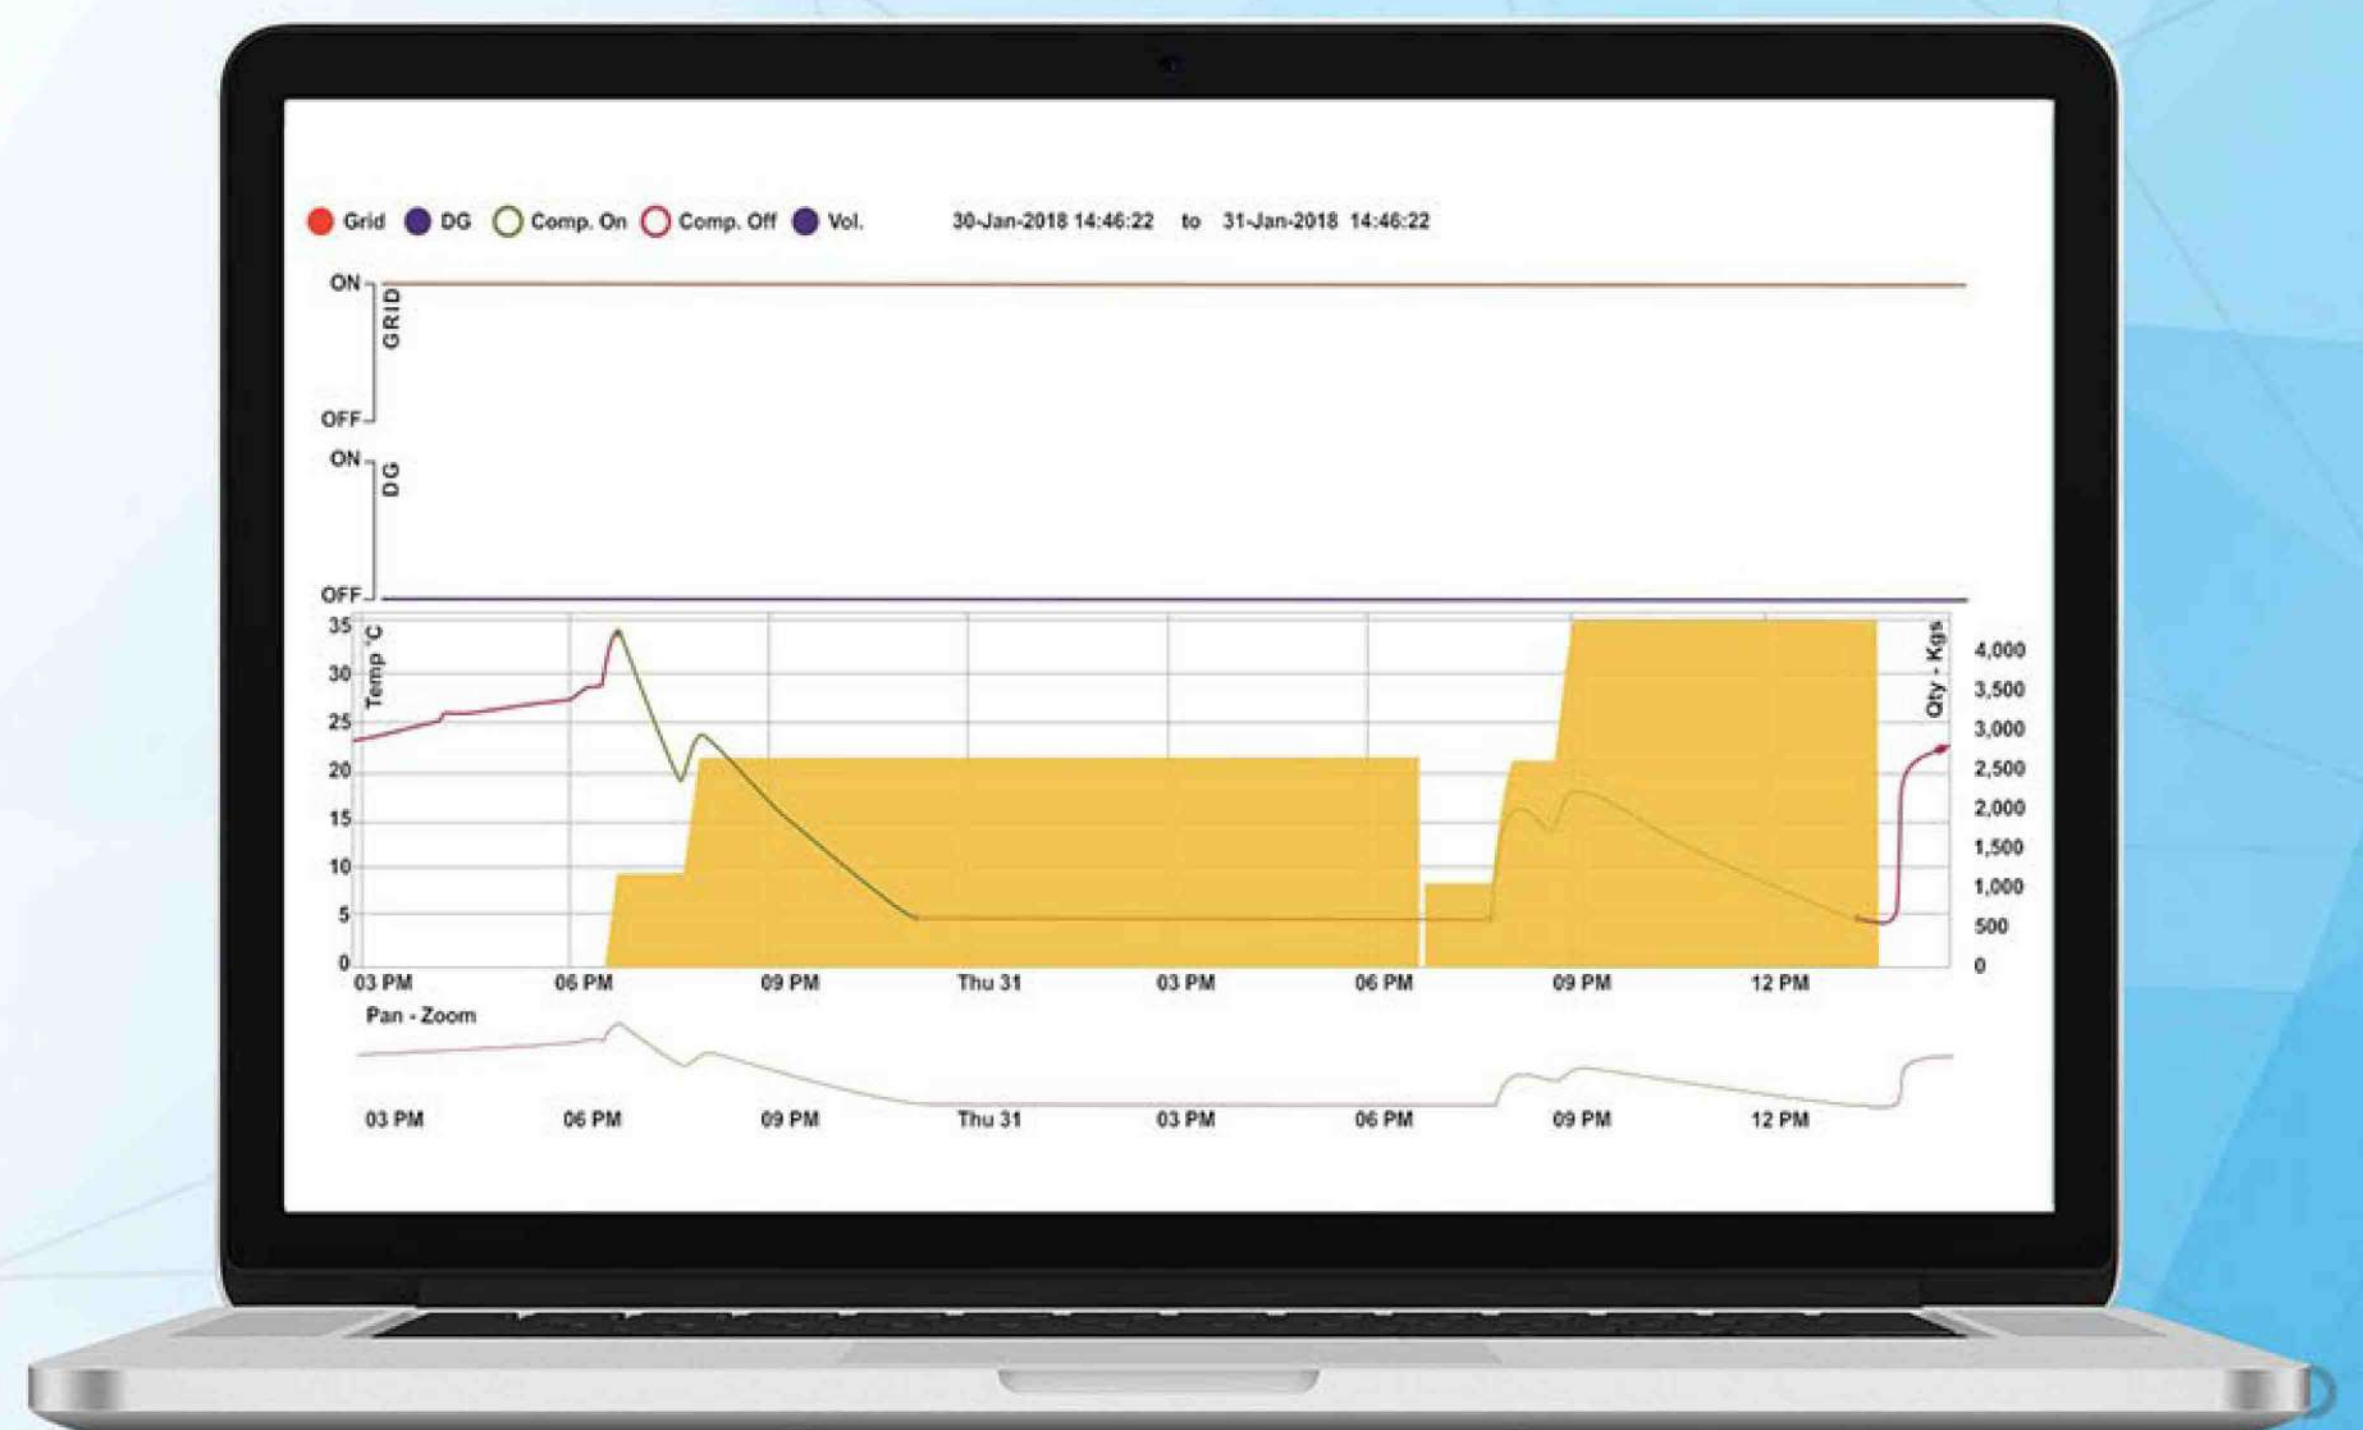 Grid DG Comp. On Comp. Off Vol. 30-Jan-2018 14:46:22 to 31-Jan-2018 14:46:22
ON
GRID
OFF
ON
DG
OFF
35
30
25
20
15
10
5
0
Temp °C
Qty - Kgs
4,000
3,500
3,000
2,500
2,000
1,500
1,000
500
0
03 PM 06 PM 09 PM Thu 31 03 PM 06 PM 09 PM 12 PM
Pan - Zoom
03 PM 06 PM 09 PM Thu 31 03 PM 06 PM 09 PM 12 PM